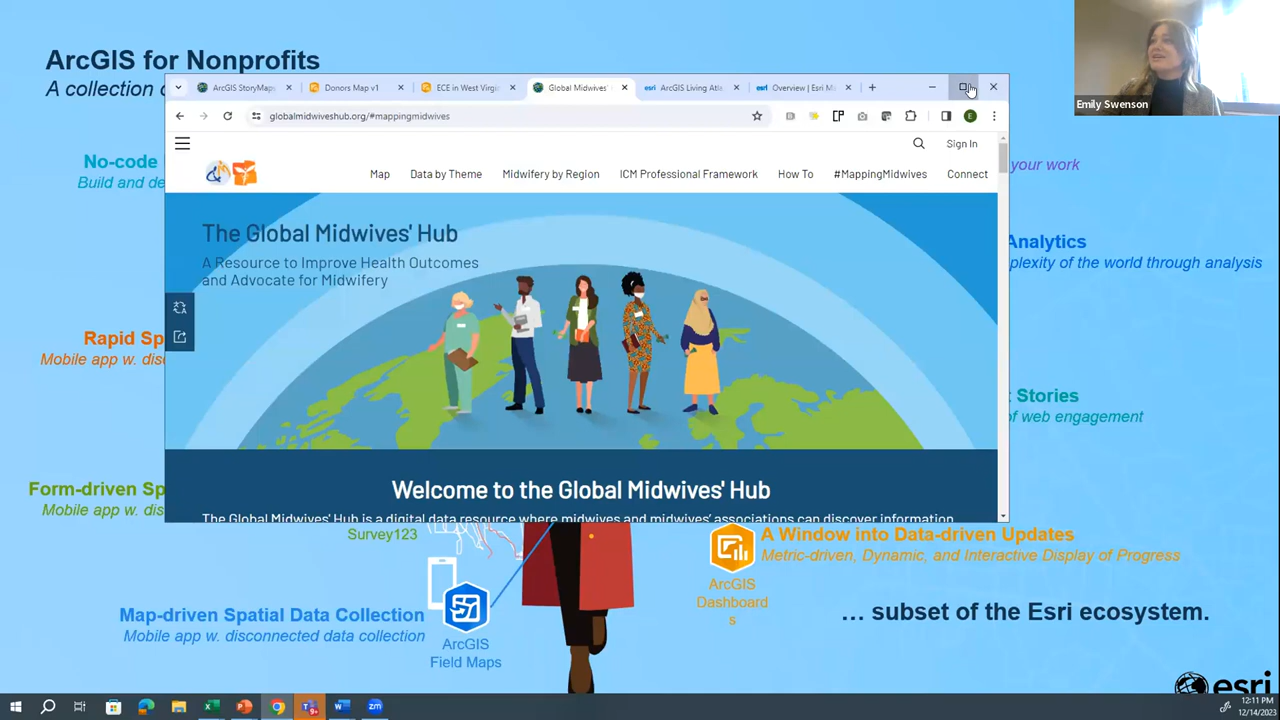 ArcGIS for Nonprofits
A collection o
Emily Swenson
ArcGIS StoryMaps
Donors Map v1
ECE in West Virgi
Global Midwives'
ArcGIS Living Atla
Overview | Esri M
globalmidwiveshub.org/#mappingmidwives
E
Sign In
Map
Data by Theme
Midwifery by Region
ICM Professional Framework
How To
#MappingMidwives
Connect
The Global Midwives' Hub
A Resource to Improve Health Outcomes
and Advocate for Midwifery
Welcome to the Global Midwives' Hub
The Global Midwives' Hub is a digital data resource where midwives and midwives' associations can discover information,
No-code
Build and de
your work
Analytics
plexity of the world through analysis
Rapid Sp
Mobile app w. disc
Stories
of web engagement
Form-driven Sp
Mobile app w. disc
Survey123
A Window into Data-driven Updates
Metric-driven, Dynamic, and Interactive Display of Progress
ArcGIS
Dashboard
s
Map-driven Spatial Data Collection
Mobile app w. disconnected data collection
ArcGIS
Field Maps
… subset of the Esri ecosystem.
esri
12:11 PM
12/14/2023